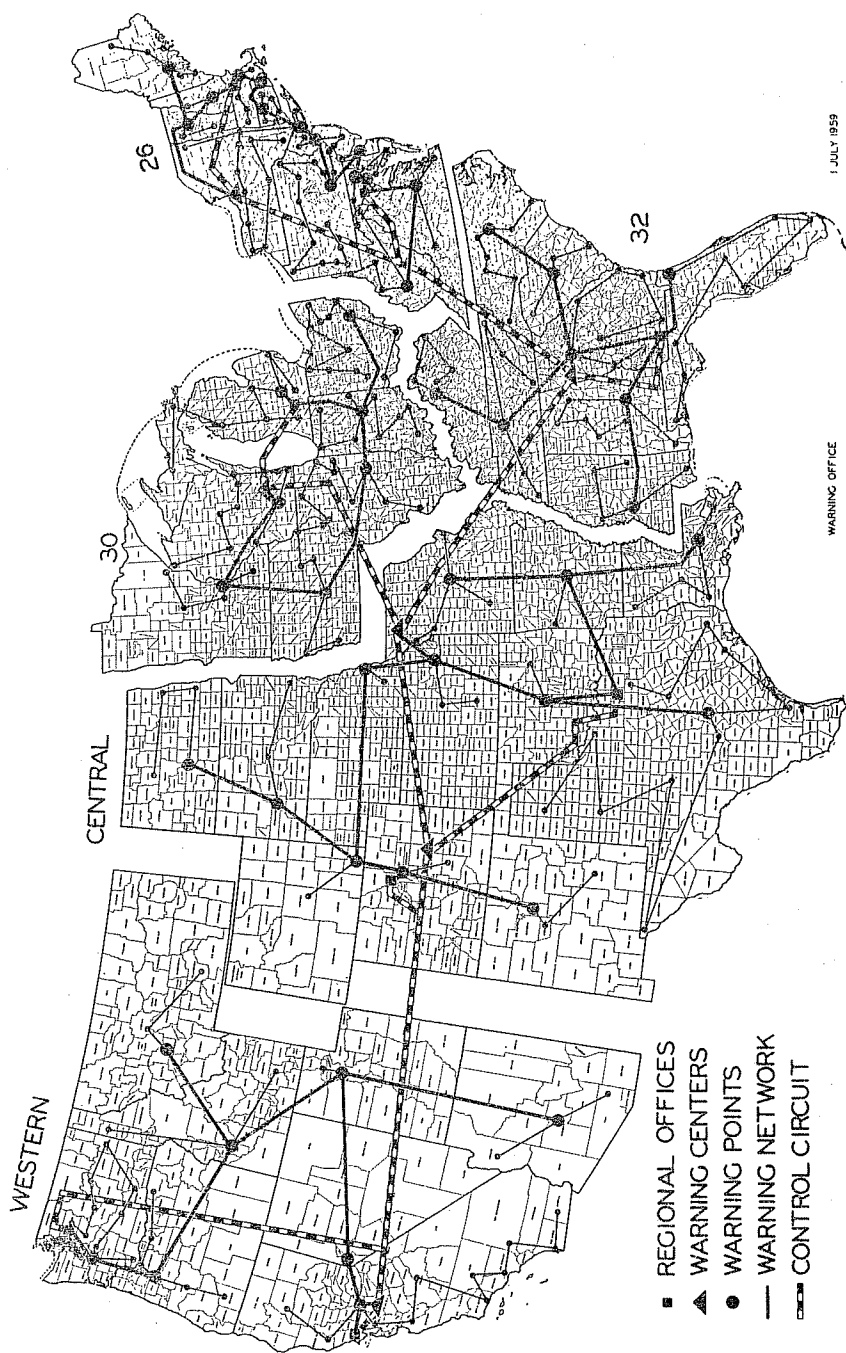 WESTERN
CENTRAL
30
26
32
REGIONAL OFFICES
WARNING CENTERS
WARNING POINTS
WARNING NETWORK
CONTROL CIRCUIT
WARNING OFFICE
1 JULY 1959